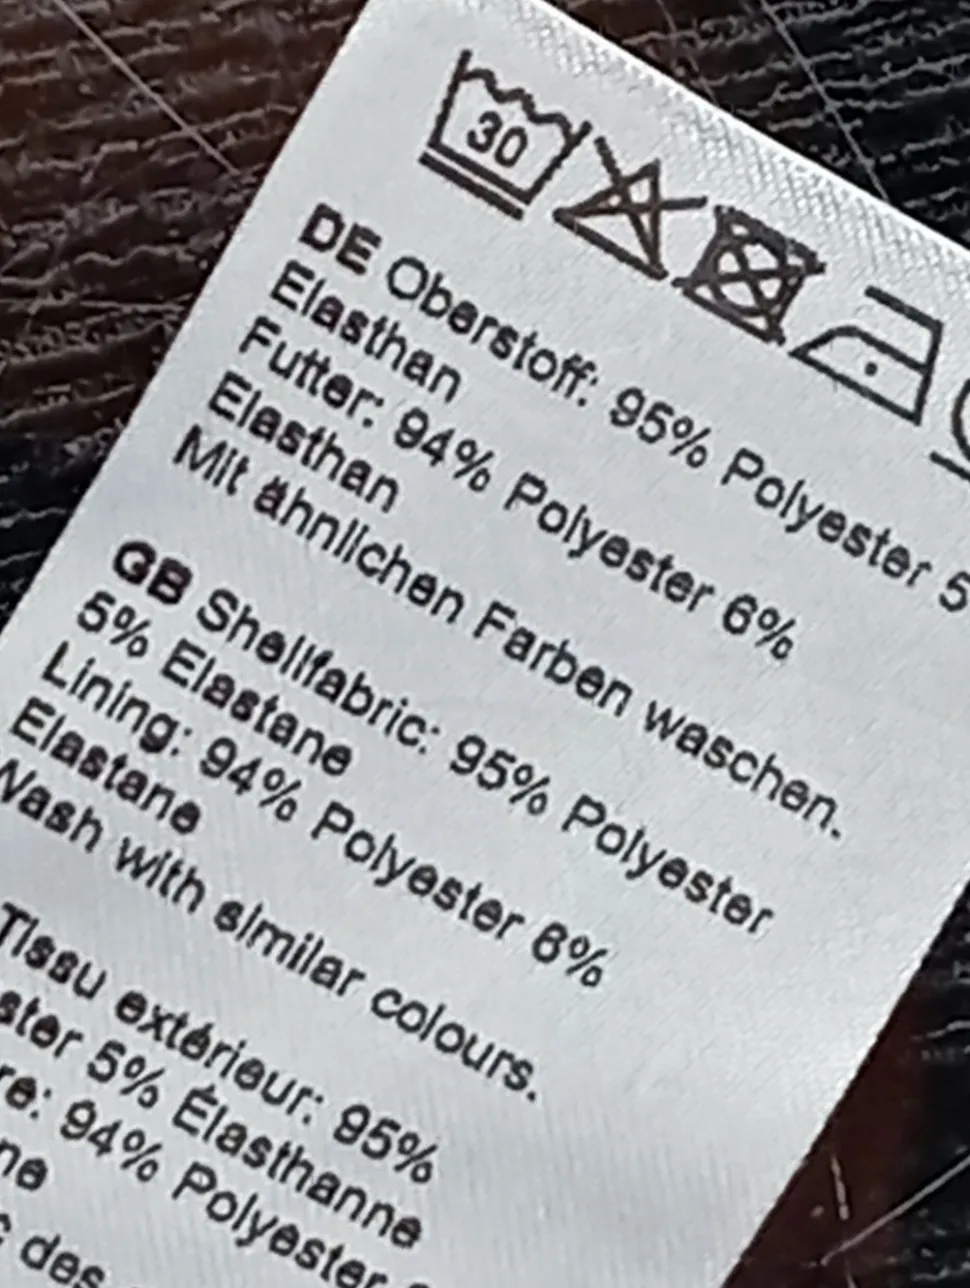 30
DE Oberstoff: 95% Polyester 5
Elasthan
Futter: 94% Polyester 6%
Elasthan
Mit ähnlichen Farben waschen.
GB Shellfabric: 95% Polyester
5% Elastane
Lining: 94% Polyester 6%
Elastane
Wash with similar colours.
Tissu extérieur: 95%
ster 5% Élasthanne
re: 94% Polyester
ne
des